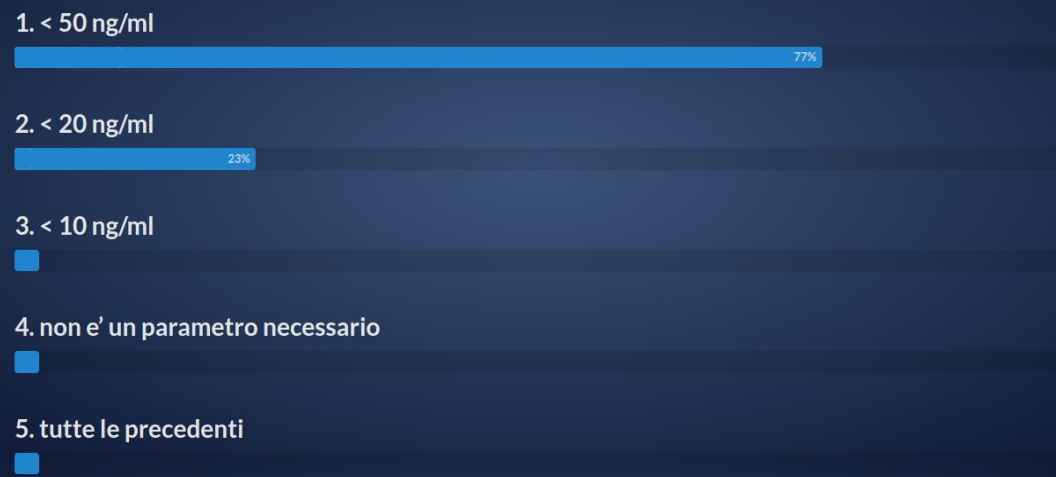 1. < 50 ng/ml
77%
2. < 20 ng/ml
23%
3. < 10 ng/ml
4. non e’ un parametro necessario
5. tutte le precedenti